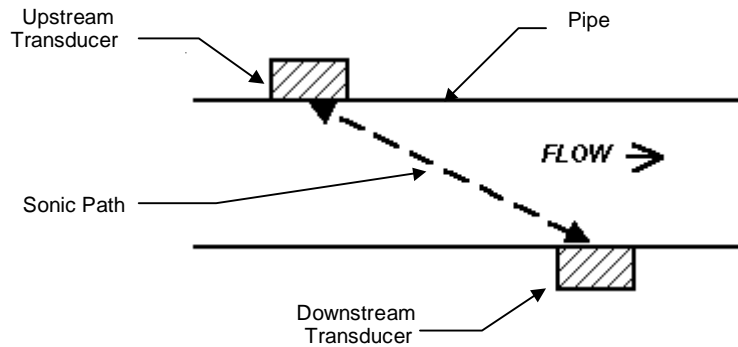 Upstream
Transducer
Pipe
FLOW
Sonic Path
Downstream
Transducer